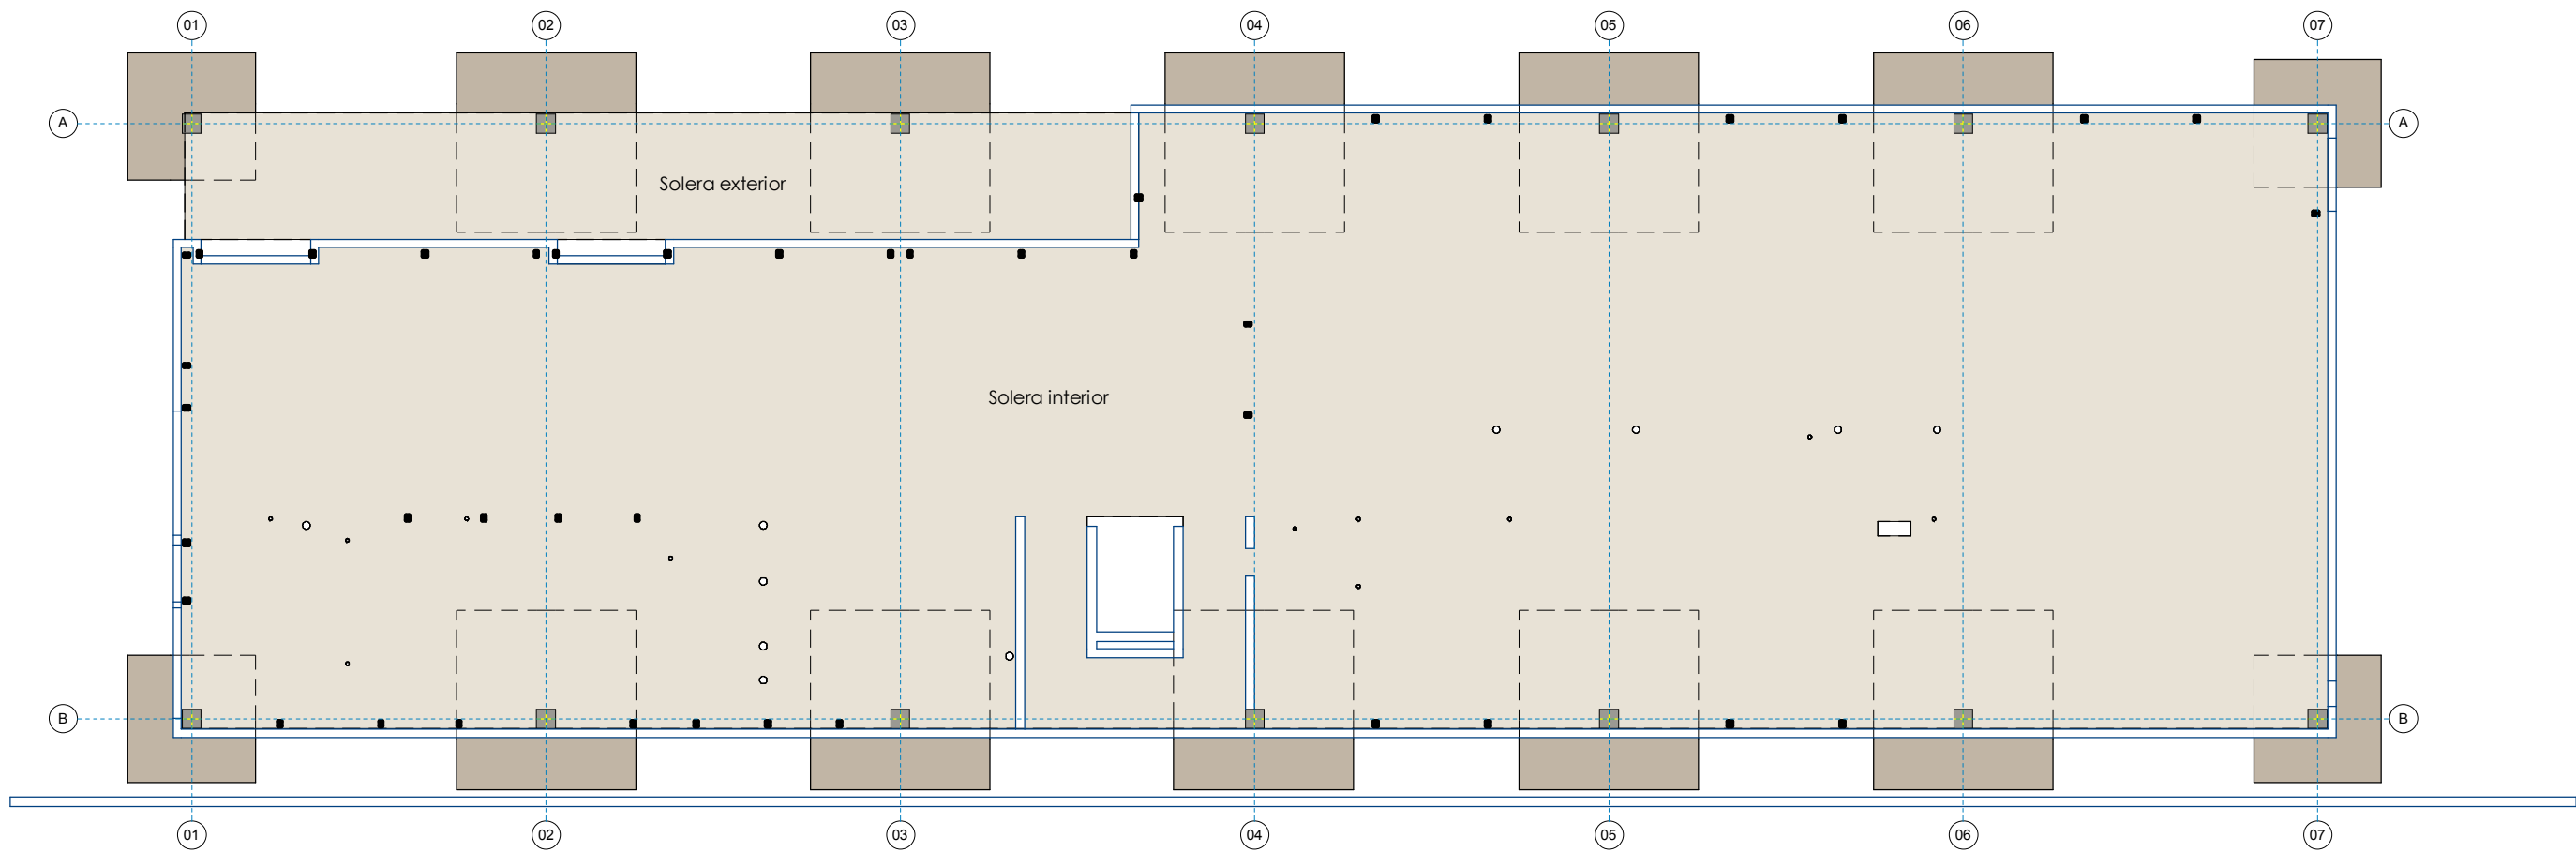 01 02 03 04 05 06 07
A A
Solera exterior
Solera interior
B B
01 02 03 04 05 06 07